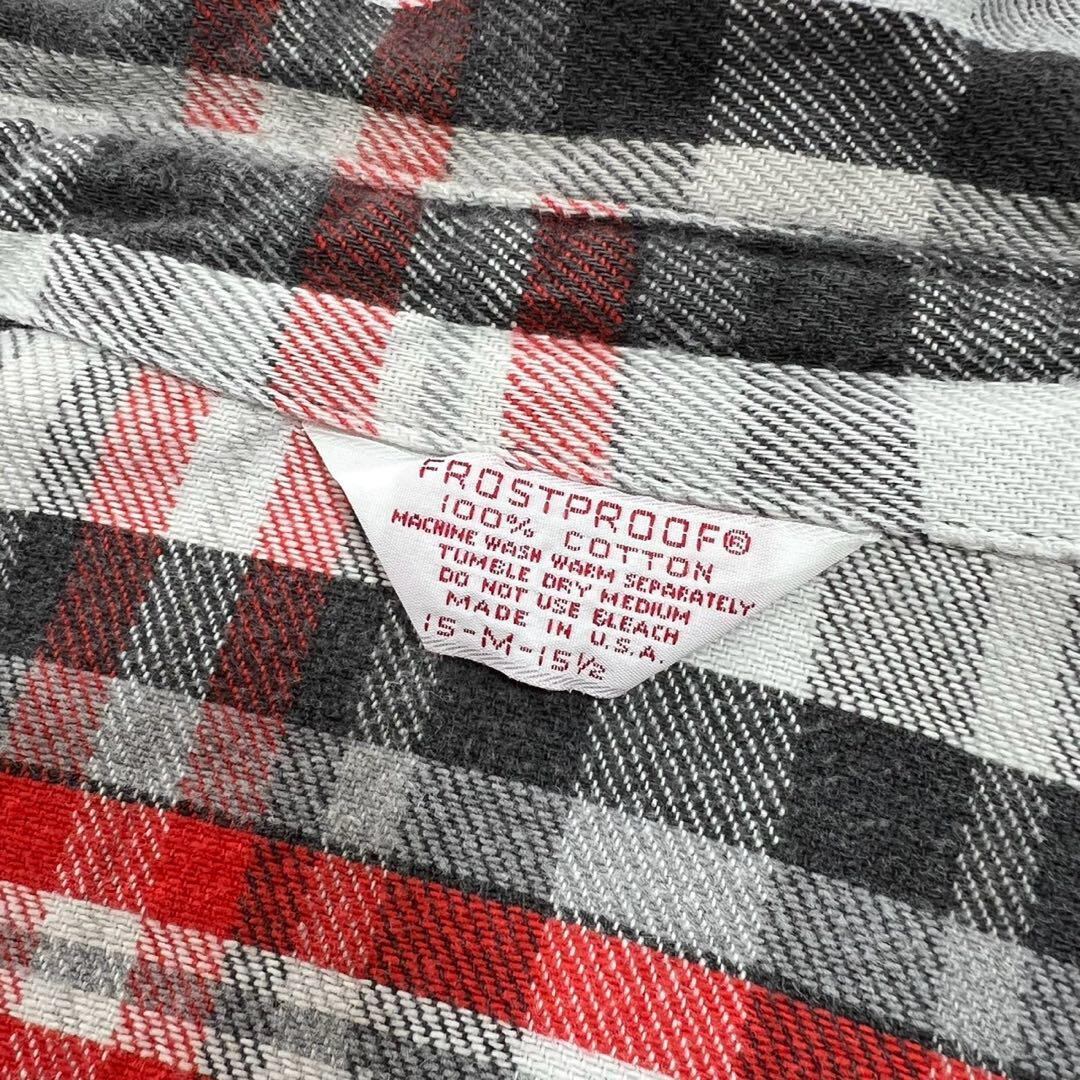 FROSTPROOF®
100% COTTON
MACHINE WASH WARM SEPARATELY
TUMBLE DRY MEDIUM
DO NOT USE BLEACH
MADE IN U.S.A.
15-M-15½